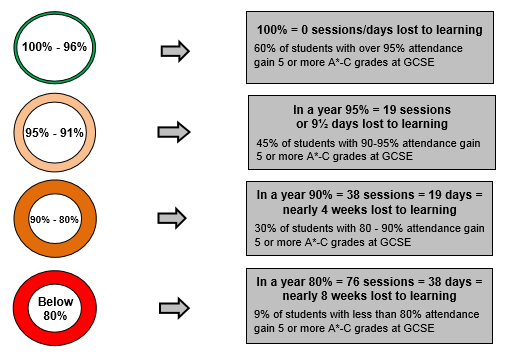 100% - 96%
100% = 0 sessions/days lost to learning
60% of students with over 95% attendance
gain 5 or more A*-C grades at GCSE
95% - 91%
In a year 95% = 19 sessions
or 9½ days lost to learning
45% of students with 90-95% attendance gain
5 or more A*-C grades at GCSE
90% - 80%
In a year 90% = 38 sessions = 19 days =
nearly 4 weeks lost to learning
30% of students with 80 - 90% attendance gain
5 or more A*-C grades at GCSE
Below
80%
In a year 80% = 76 sessions = 38 days =
nearly 8 weeks lost to learning
9% of students with less than 80% attendance
gain 5 or more A*-C grades at GCSE